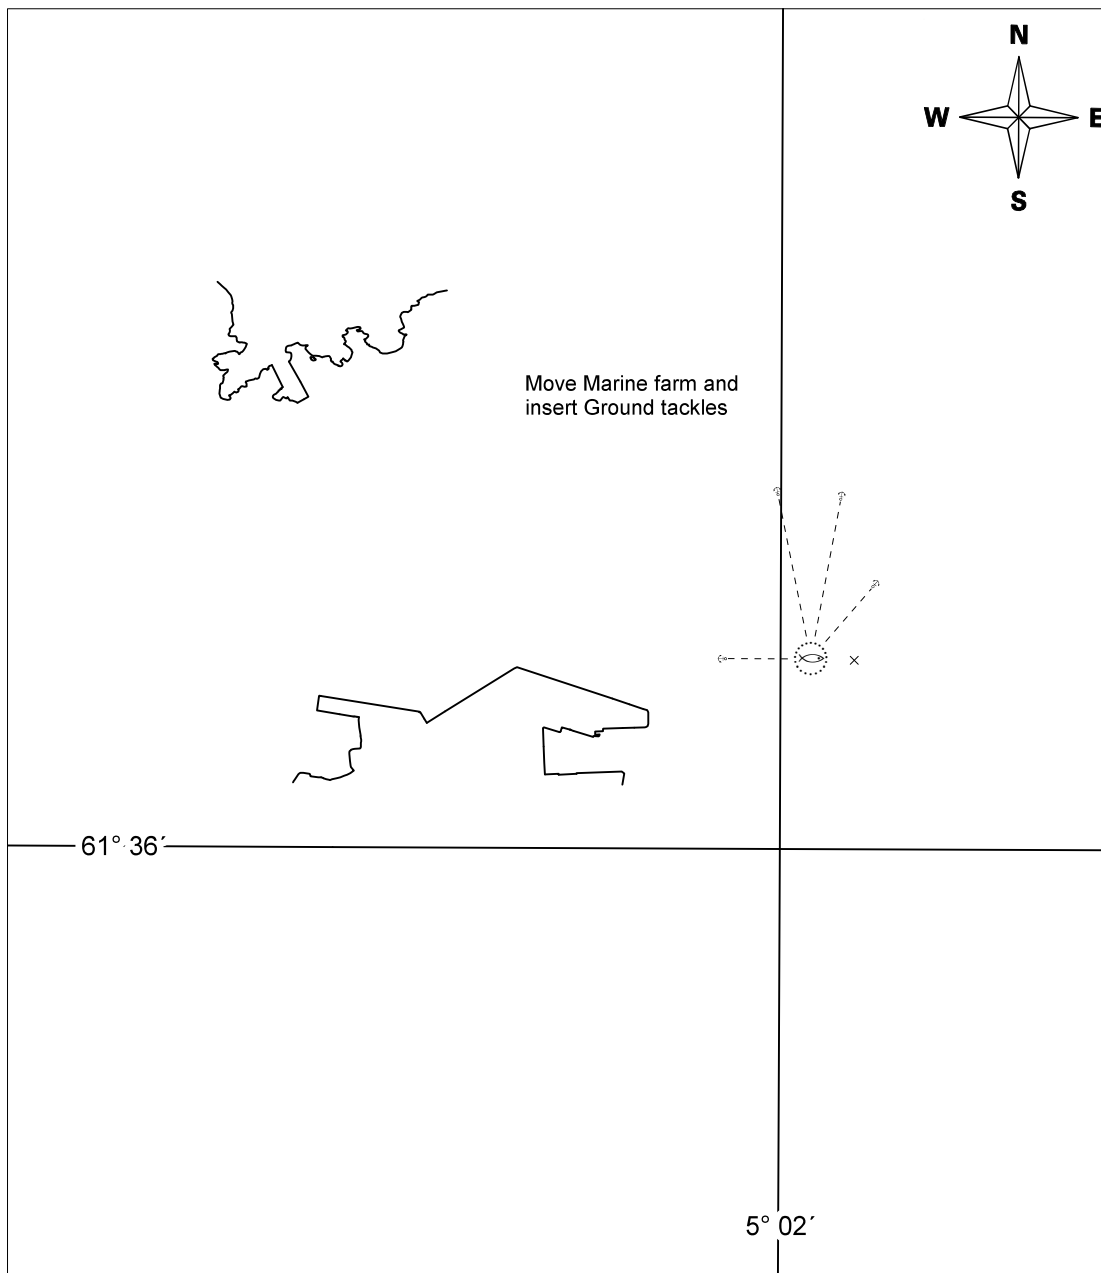 N
W E
S
Move Marine farm and
insert Ground tackles
61° 36´
5° 02´